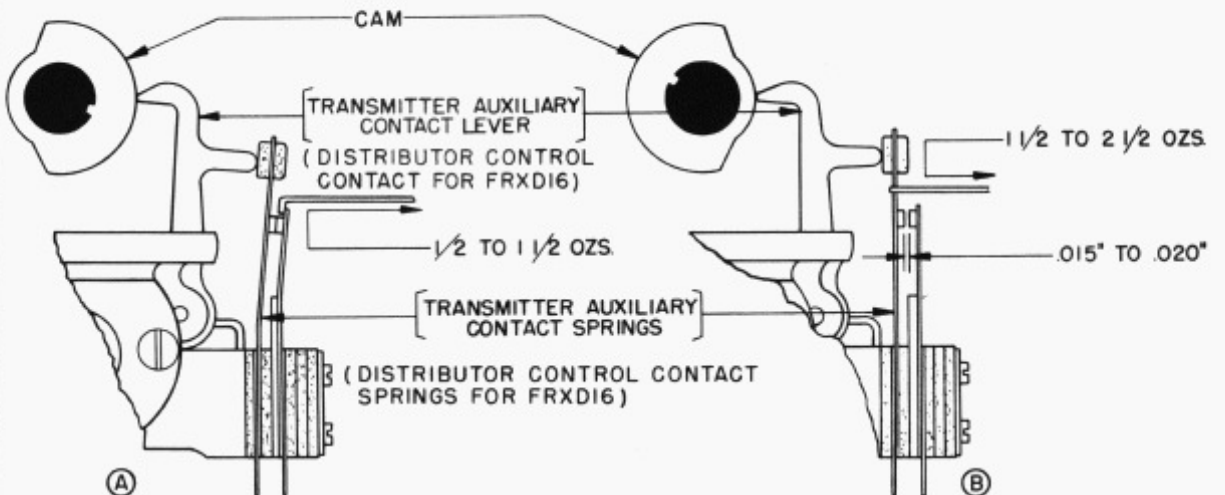 CAM
TRANSMITTER AUXILIARY
CONTACT LEVER
(DISTRIBUTOR CONTROL
CONTACT FOR FRXD16)
1 1/2 TO 2 1/2 OZS.
1/2 TO 1 1/2 OZS.
.015" TO .020"
TRANSMITTER AUXILIARY
CONTACT SPRINGS
(DISTRIBUTOR CONTROL CONTACT
SPRINGS FOR FRXD16)
A
B